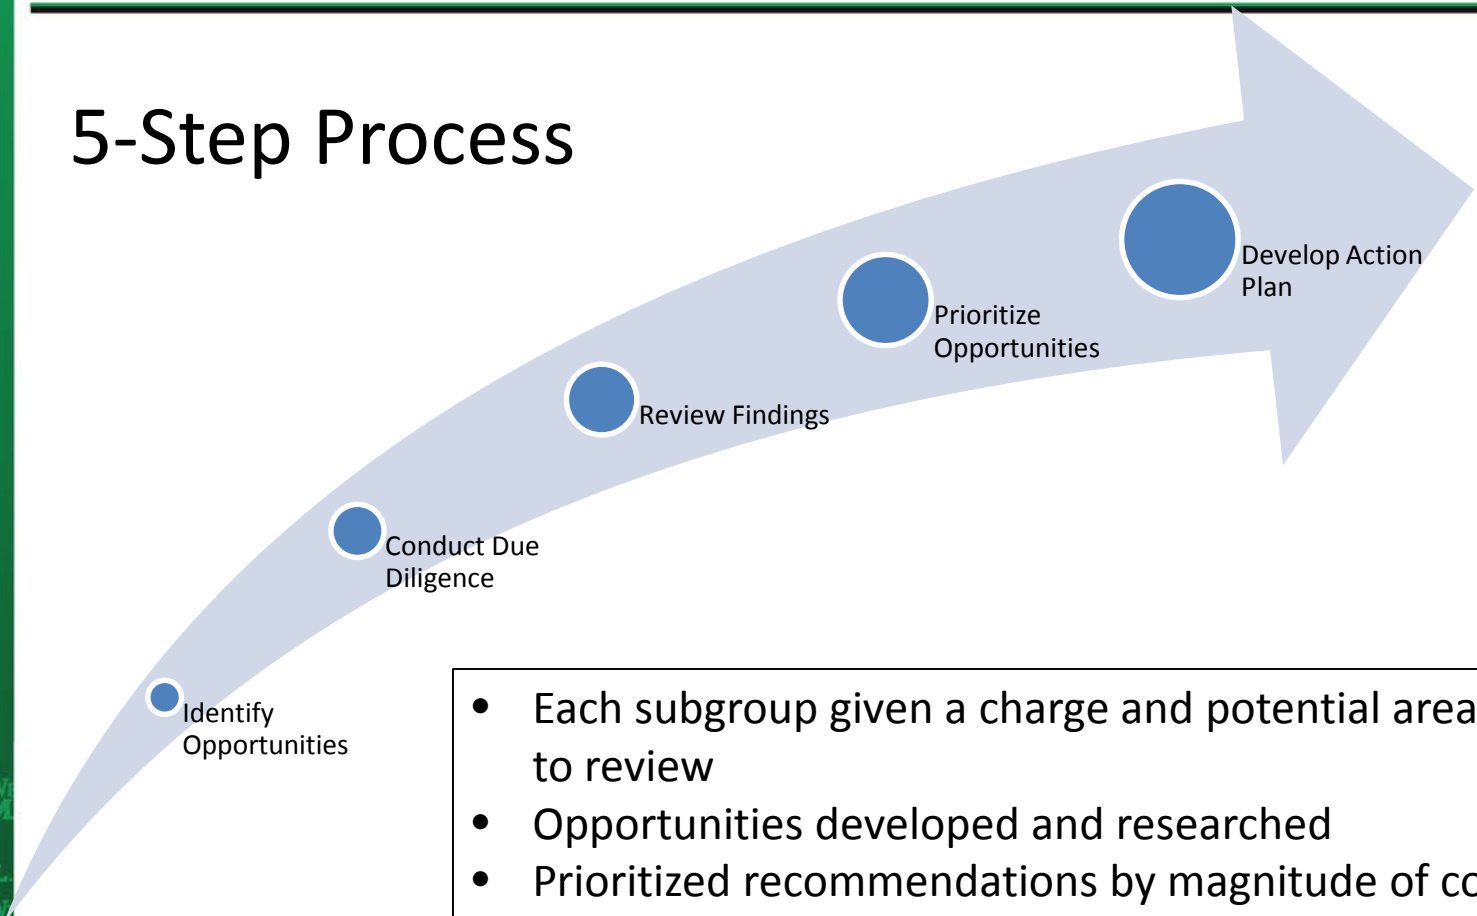 5-Step Process
Develop Action
Plan
Prioritize
Opportunities
Review Findings
Conduct Due
Diligence
Identify
Opportunities
• Each subgroup given a charge and potential area
to review
• Opportunities developed and researched
• Prioritized recommendations by magnitude of